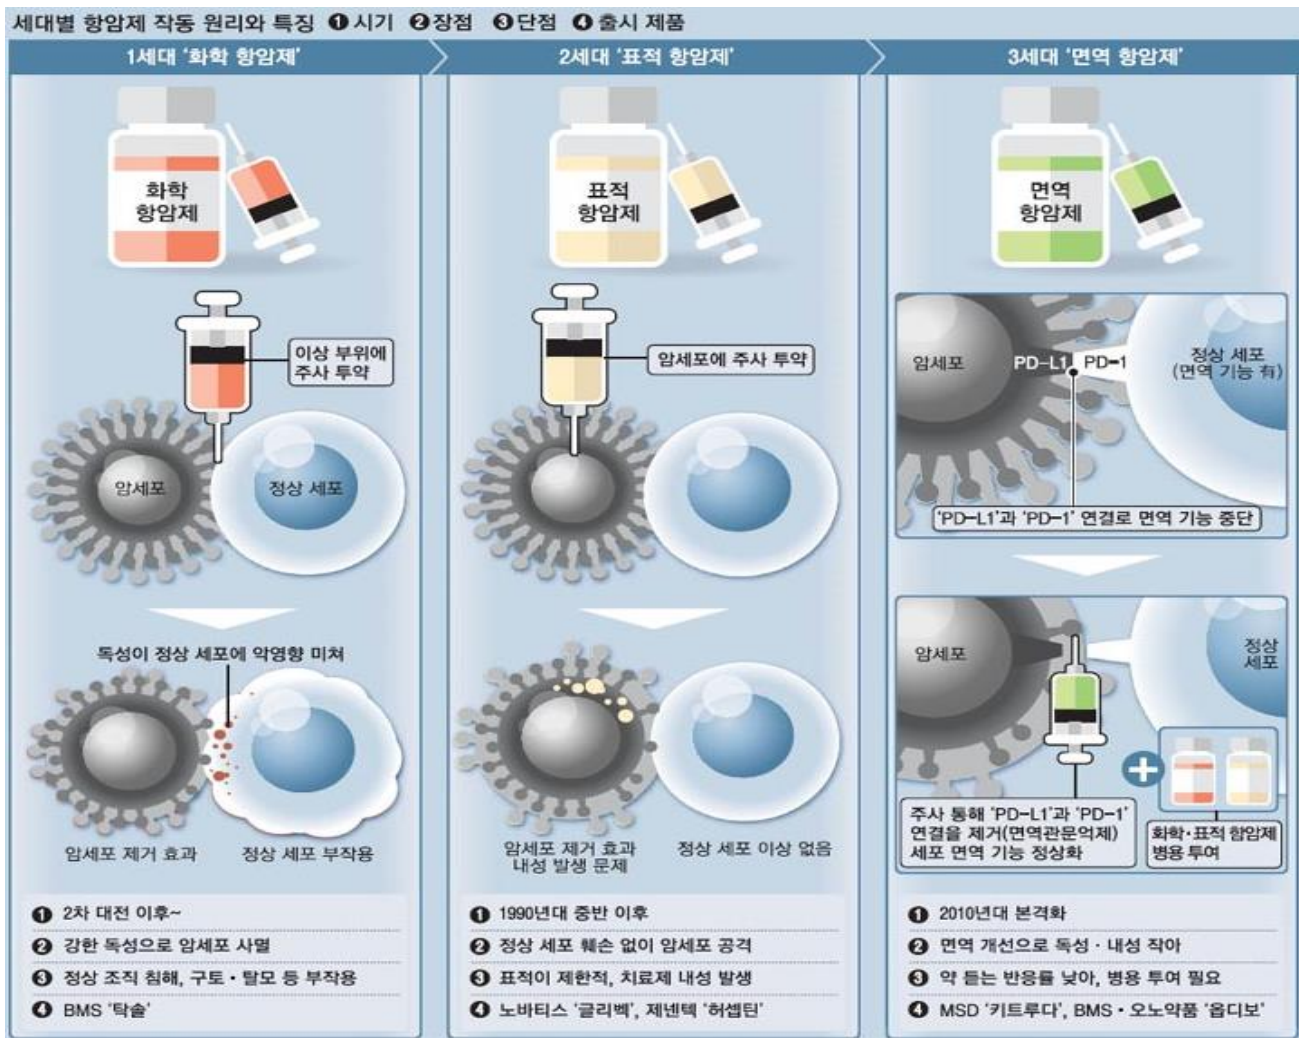 세대별 항암제 작동 원리와 특징 ❶시기 ❷장점 ❸단점 ❹출시 제품
1세대 '화학 항암제'
화학
항암제
이상 부위에
주사 투약
암세포
정상 세포
독성이 정상 세포에 악영향 미쳐
암세포 제거 효과
정상 세포 부작용
❶ 2차 대전 이후~
❷ 강한 독성으로 암세포 사멸
❸ 정상 조직 침해, 구토·탈모 등 부작용
❹ BMS '탁솔'
2세대 '표적 항암제'
표적
항암제
암세포에 주사 투약
암세포 제거 효과
내성 발생 문제
정상 세포 이상 없음
❶ 1990년대 중반 이후
❷ 정상 세포 훼손 없이 암세포 공격
❸ 표적이 제한적, 치료제 내성 발생
❹ 노바티스 '글리벡', 제넨텍 '허셉틴'
3세대 '면역 항암제'
면역
항암제
암세포
PD-L1
PD-1
정상 세포
(면역 기능 有)
'PD-L1'과 'PD-1' 연결로 면역 기능 중단
암세포
정상
세포
주사 통해 'PD-L1'과 'PD-1'
연결을 제거(면역관문억제)
세포 면역 기능 정상화
+
화학·표적 항암제
병용 투여
❶ 2010년대 본격화
❷ 면역 개선으로 독성·내성 작아
❸ 약 듣는 반응률 낮아, 병용 투여 필요
❹ MSD '키트루다', BMS·오노약품 '옵디보'